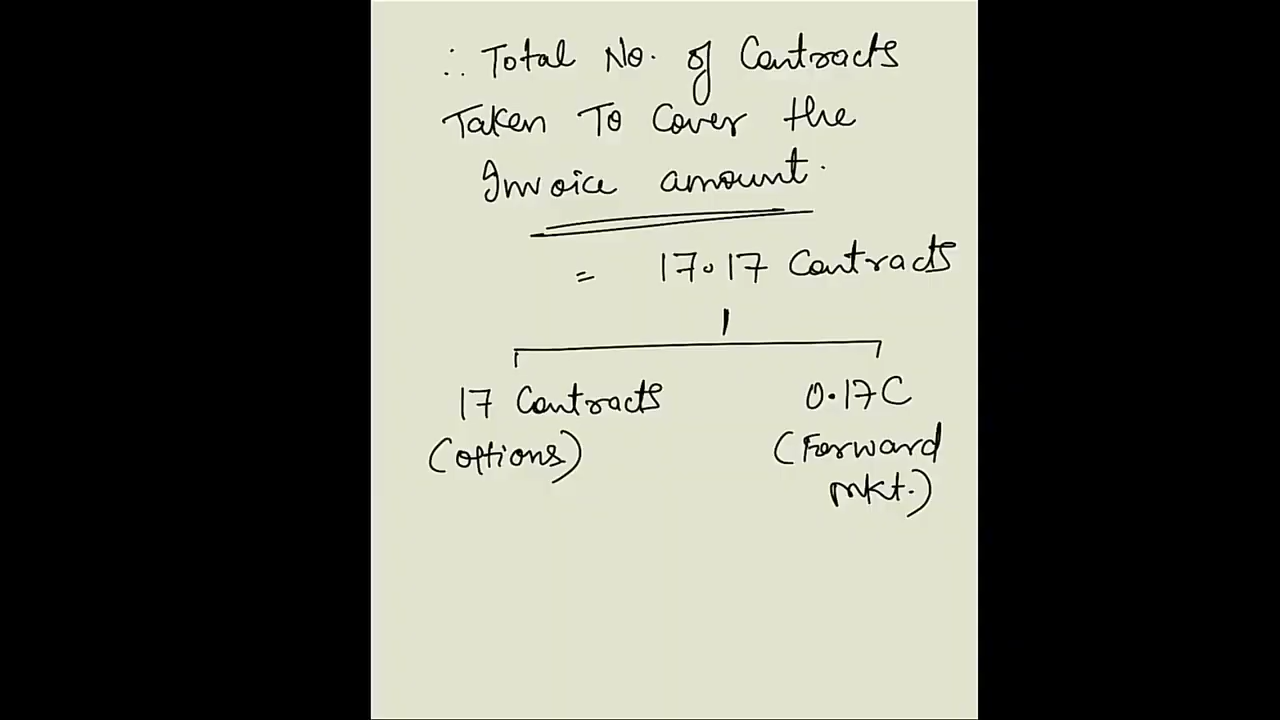 ∴ Total No. of Contracts
Taken To Cover the
Invoice amount.
= 17.17 Contracts
17 Contracts 0.17C
(options) (Forward
mkt.)